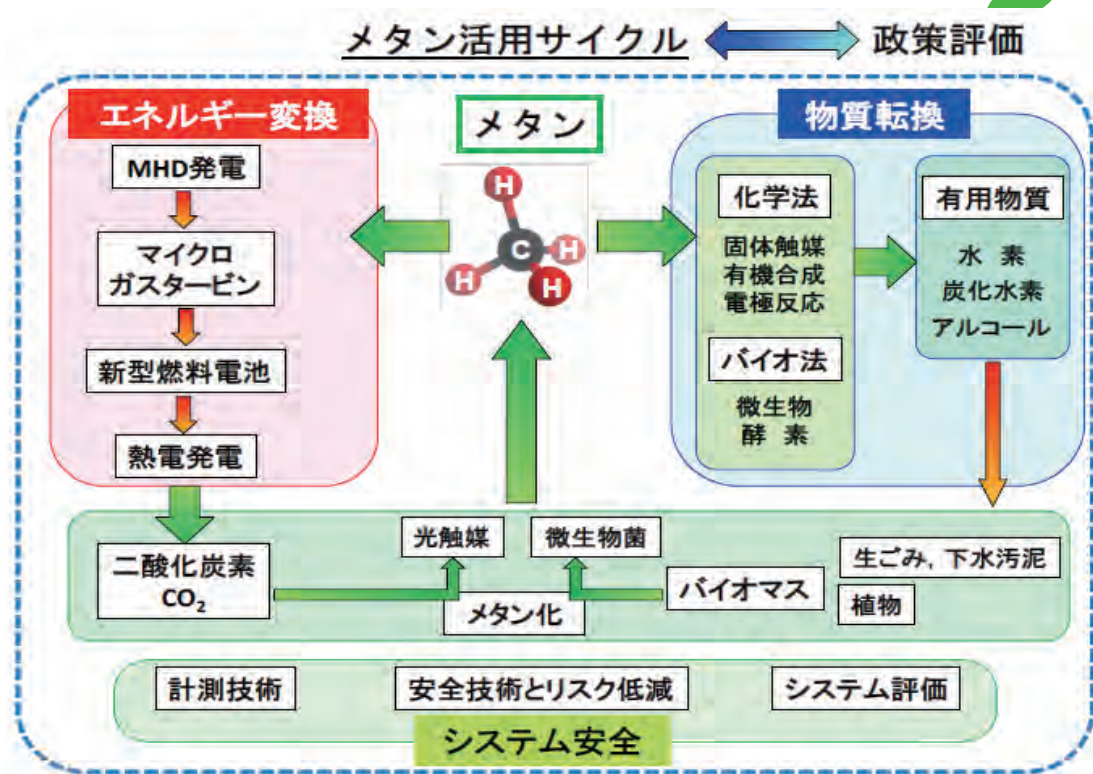 メタン活用サイクル 政策評価
エネルギー変換
MHD発電
マイクロ
ガスタービン
新型燃料電池
熱電発電
メタン
H
C
H
H
H
物質転換
化学法
固体触媒
有機合成
電極反応
バイオ法
微生物
酵 素
有用物質
水 素
炭化水素
アルコール
二酸化炭素
CO₂
光触媒
微生物菌
メタン化
バイオマス
生ごみ，下水汚泥
植物
計測技術
安全技術とリスク低減
システム評価
システム安全